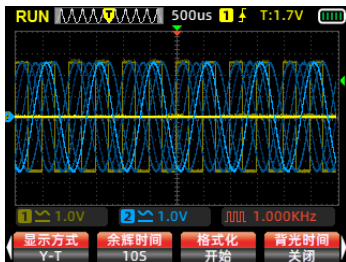 RUN 500us 1 T:1.7V
2
1 1.0V 2 1.0V 1.000KHz
显示方式 余辉时间 格式化 背光时间
Y-T 10S 开始 关闭